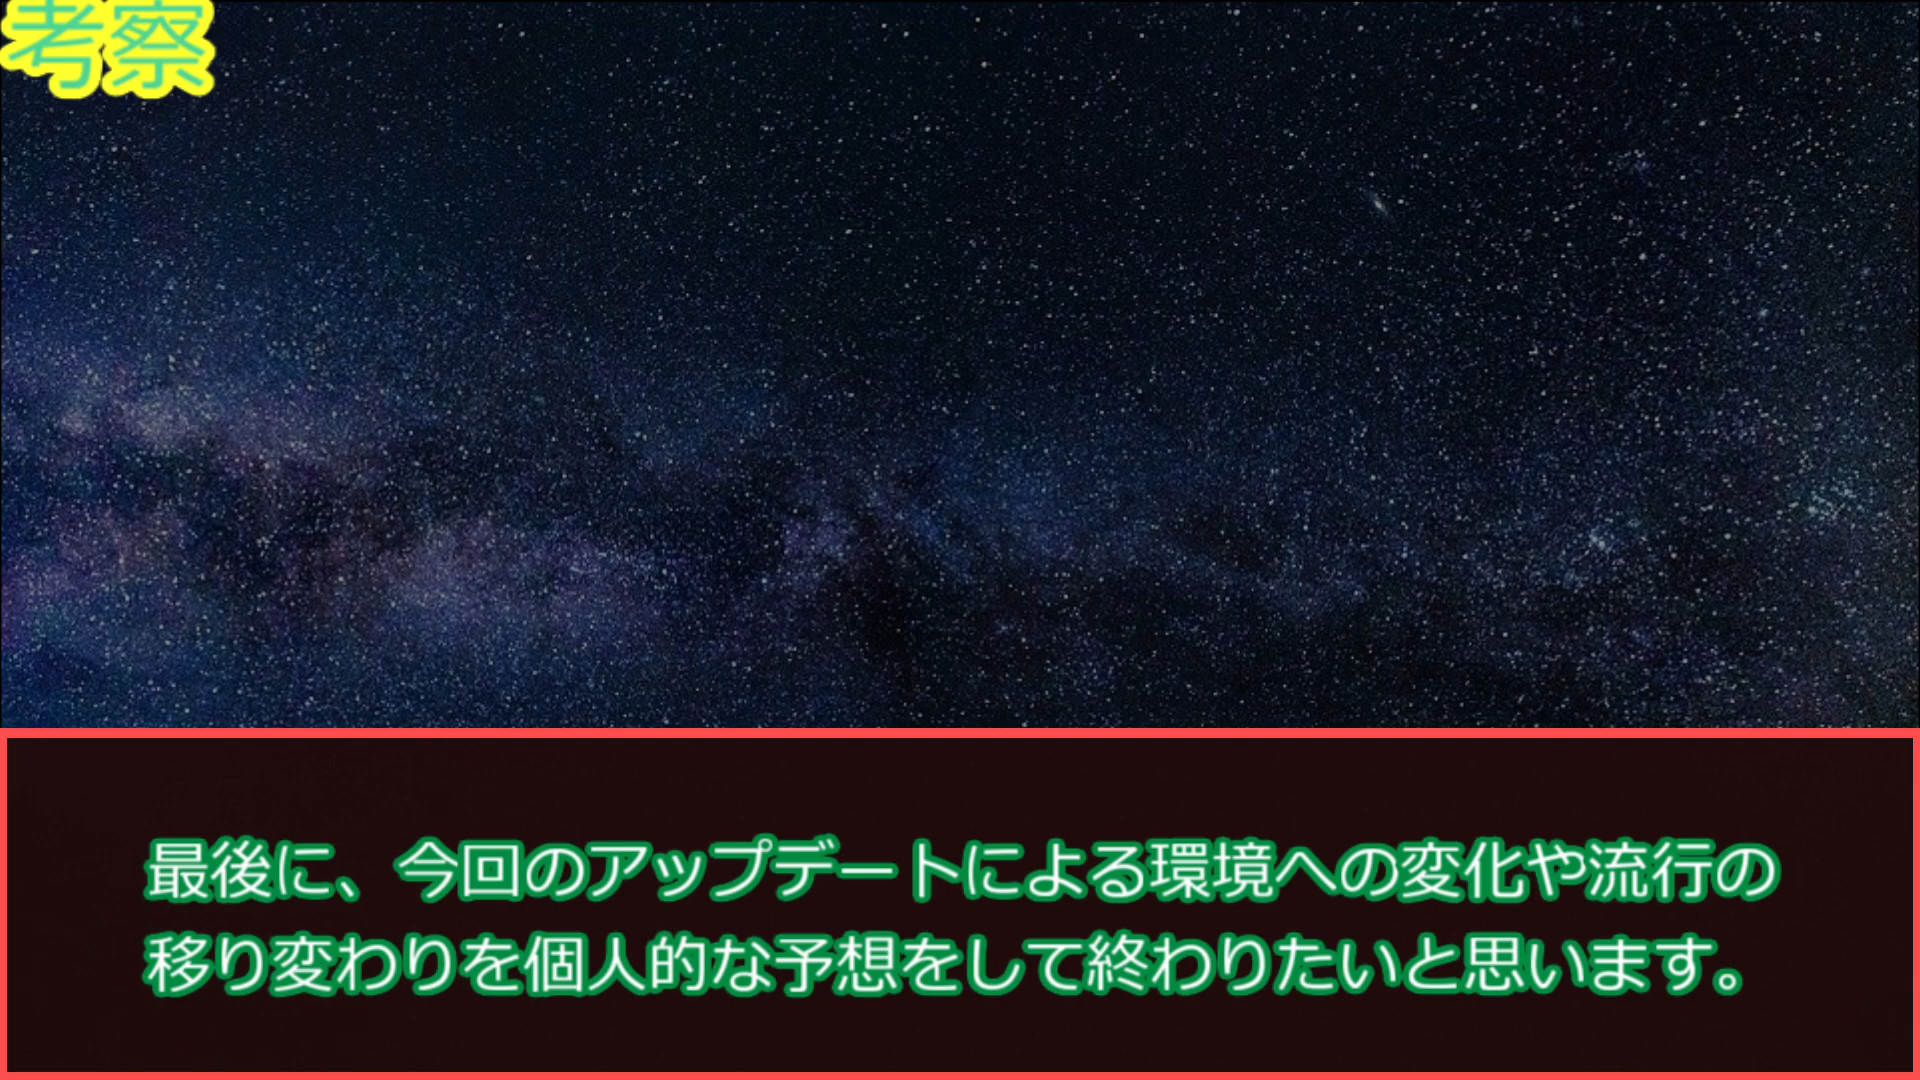 考察
最後に、今回のアップデートによる環境への変化や流行の
移り変わりを個人的な予想をして終わりたいと思います。